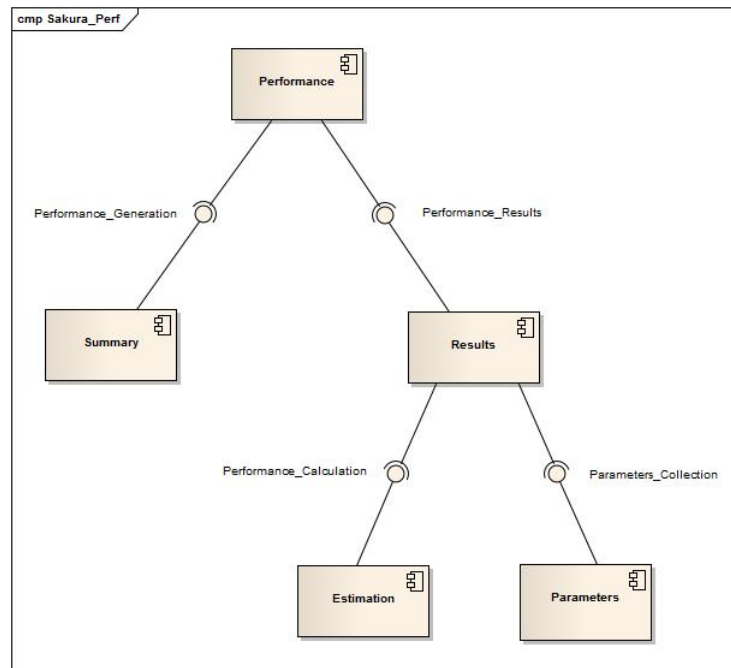 cmp Sakura_Perf
Performance
Performance_Generation
Performance_Results
Summary
Results
Performance_Calculation
Parameters_Collection
Estimation
Parameters